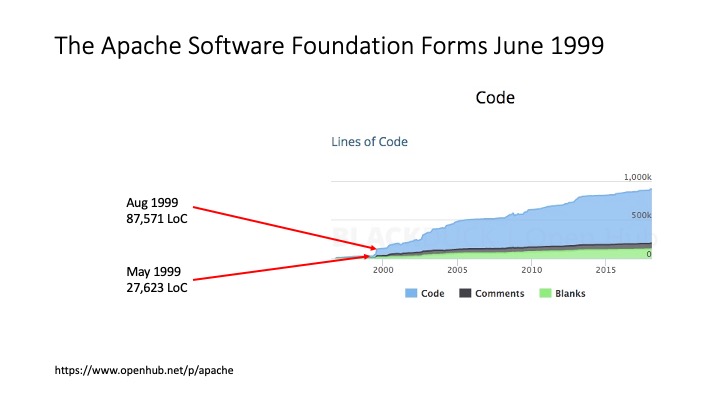 The Apache Software Foundation Forms June 1999
Code
Lines of Code
1,000k
500k
0
Aug 1999
87,571 LoC
May 1999
27,623 LoC
2000 2005 2010 2015
Code Comments Blanks
https://www.openhub.net/p/apache